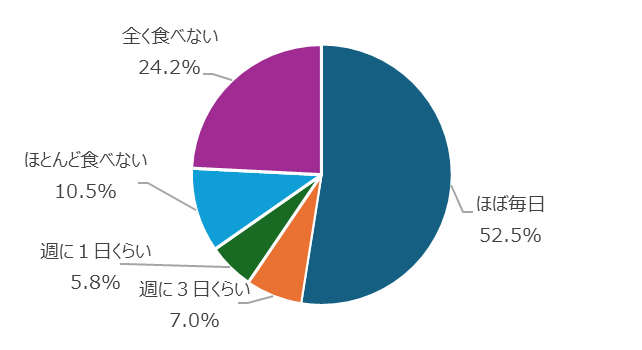 全く食べない
24.2%
ほとんど食べない
10.5%
週に１日くらい
5.8%
週に３日くらい
7.0%
ほぼ毎日
52.5%